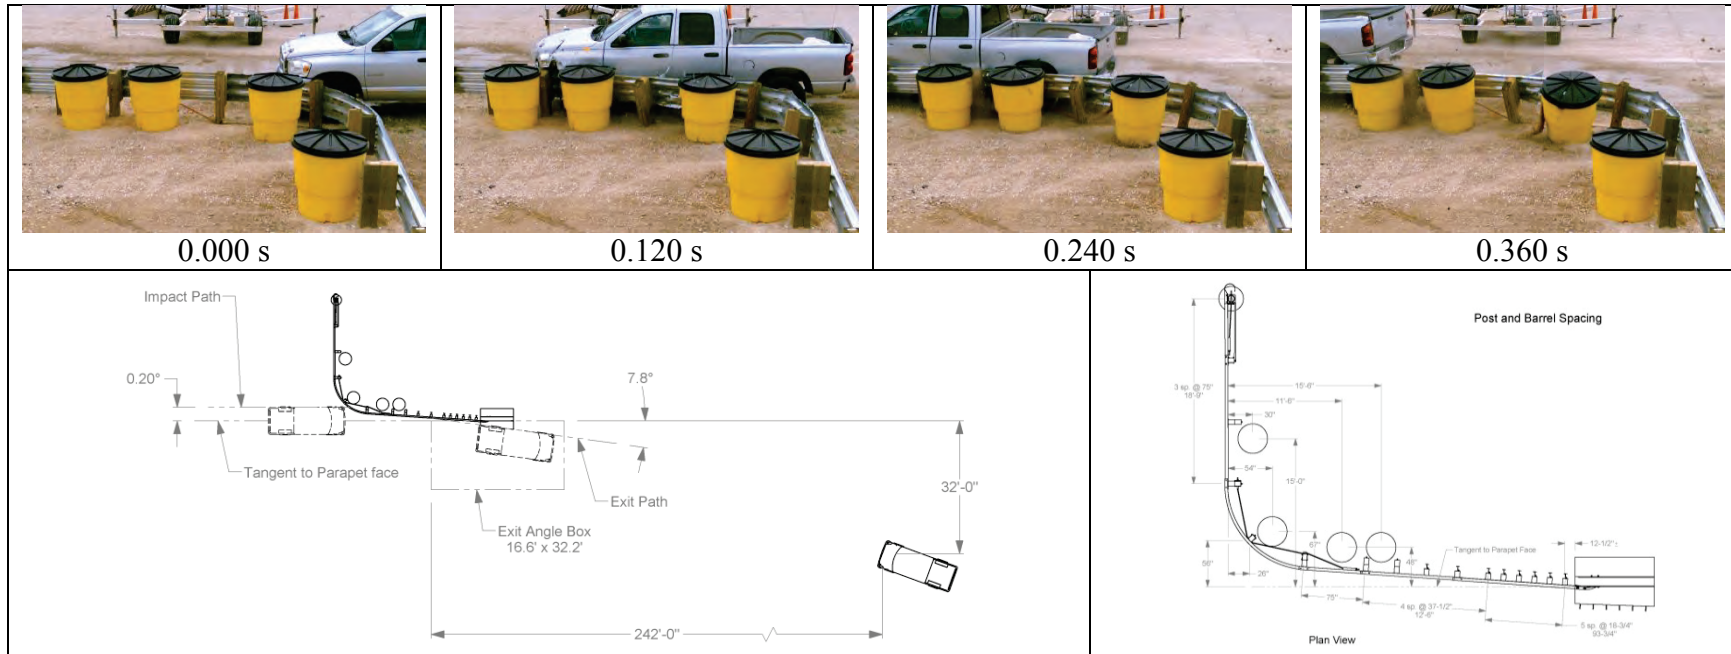 0.000 s
0.120 s
0.240 s
0.360 s
Impact Path
0.20°
7.8°
Tangent to Parapet face
Exit Path
32'-0"
Exit Angle Box
16.6' x 32.2'
242'-0"
Post and Barrel Spacing
3 sp. @ 75"
18'-9"
15'-6"
11'-6"
30"
54"
15'-0"
67"
48"
Tangent to Parapet Face
12-1/2"
56"
26"
75"
4 sp. @ 37-1/2"
12'-6"
5 sp. @ 18-3/4"
93-3/4"
Plan View